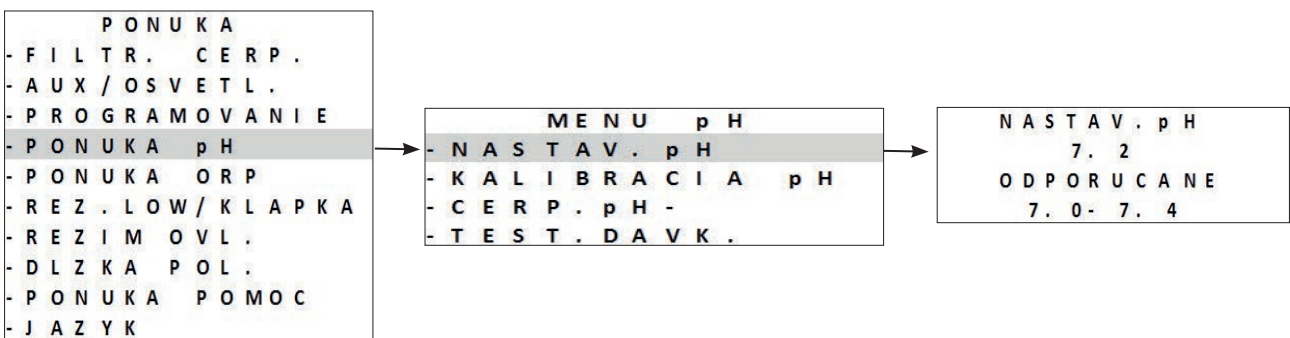 PONUKA
-FILTR. CERP.
-AUX/OSVETL.
-PROGRAMOVANIE
-PONUKA pH
-PONUKA ORP
-REZ.LOW/KLAPKA
-REZIM OVL.
-DLZKA POL.
-PONUKA POMOC
-JAZYK
MENU pH
-NASTAV. pH
-KALIBRACIA pH
-CERP.pH-
-TEST.DAVK.
NASTAV.pH
7.2
ODPORUCANE
7.0-7.4